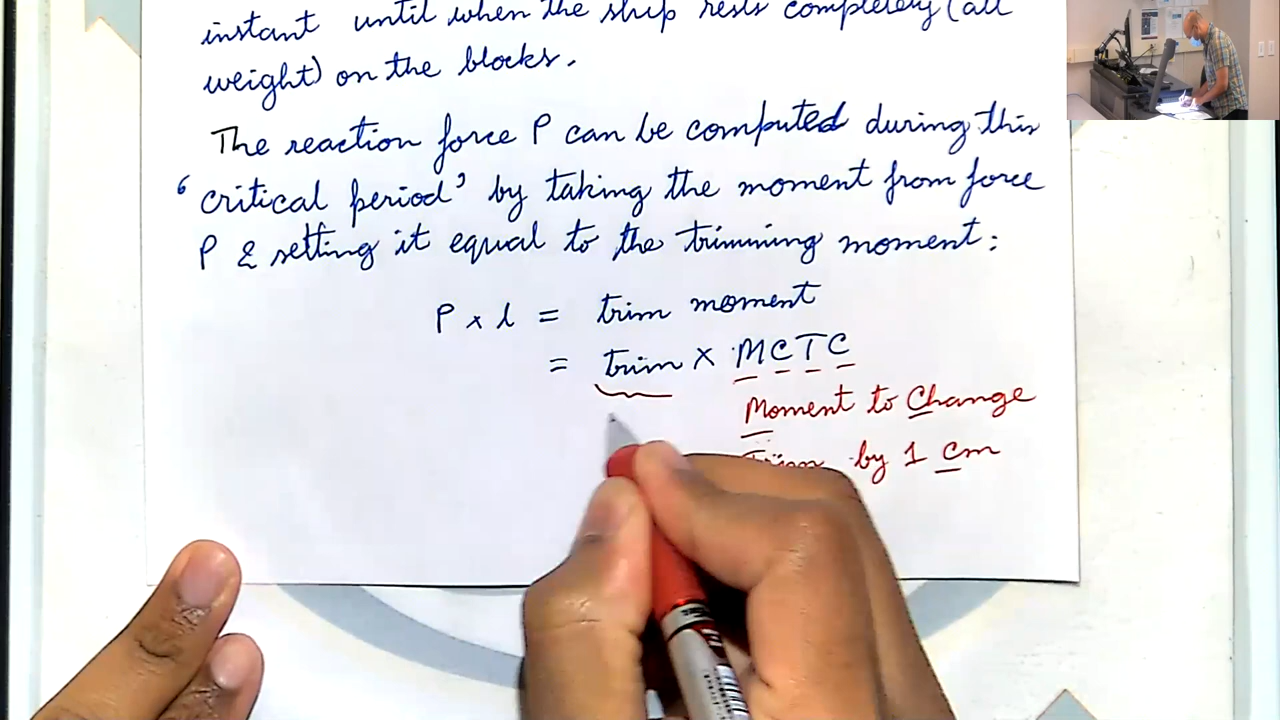 instant until when the ship rests completely (all
weight) on the blocks.
The reaction force P can be computed during this
'critical period' by taking the moment from force
P & setting it equal to the trimming moment:
P x l = trim moment
= trim x MCTC
Moment to Change
Trim by 1 cm